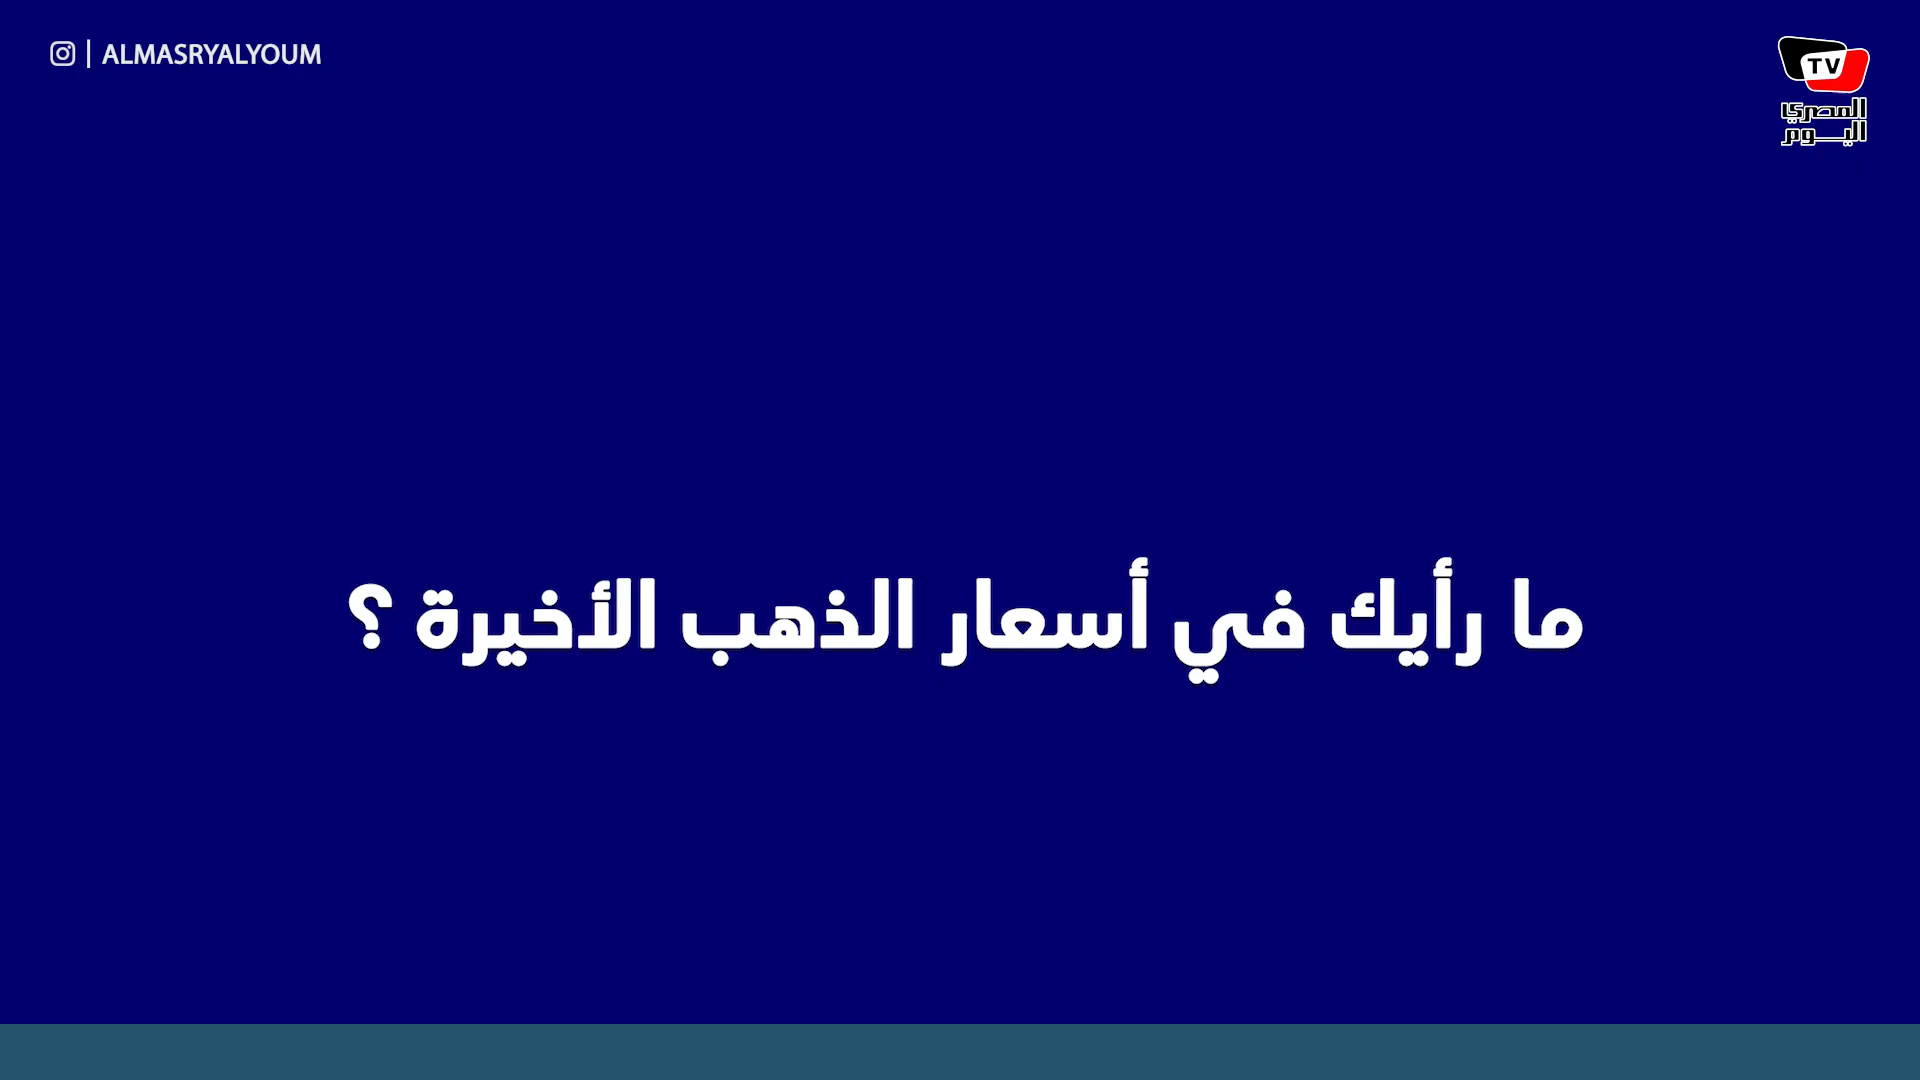 ALMASRYALYOUM
TV
المصري
اليوم
ما رأيك في أسعار الذهب الأخيرة ؟